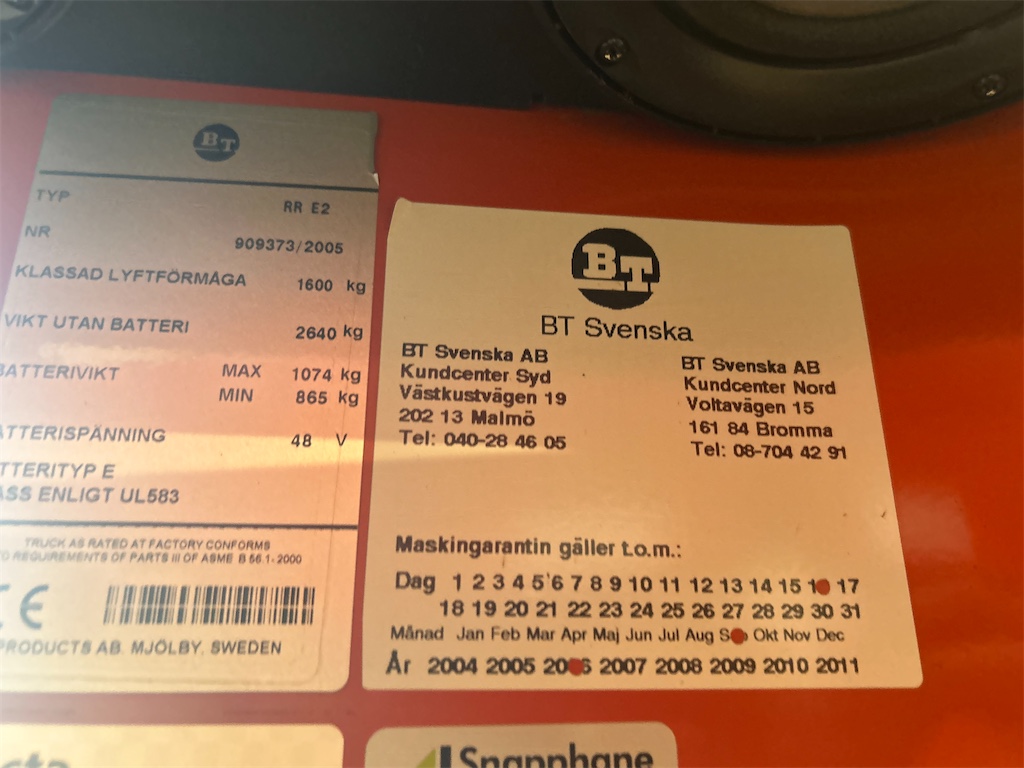 BT
TYP RR E2
NR 909373/2005
KLASSAD LYFTFÖRMÅGA 1600 kg
VIKT UTAN BATTERI 2640 kg
BATTERIVIKT MAX 1074 kg
MIN 865 kg
ATTERISPÄNNING 48 V
TTERITYP E
ASS ENLIGT UL583
TRUCK AS RATED AT FACTORY CONFORMS
TO REQUIREMENTS OF PARTS III OF ASME B 56.1-2000
CE
PRODUCTS AB. MJÖLBY. SWEDEN
BT
BT Svenska
BT Svenska AB
Kundcenter Syd
Västkustvägen 19
202 13 Malmö
Tel: 040-28 46 05
BT Svenska AB
Kundcenter Nord
Voltavägen 15
161 84 Bromma
Tel: 08-704 42 91
Maskingarantin gäller t.o.m.:
Dag 1 2 3 4 5 6 7 8 9 10 11 12 13 14 15 17
18 19 20 21 22 23 24 25 26 27 28 29 30 31
Månad Jan Feb Mar Apr Maj Jun Jul Aug Okt Nov Dec
År 2004 2005 2006 2007 2008 2009 2010 2011
Snapphane